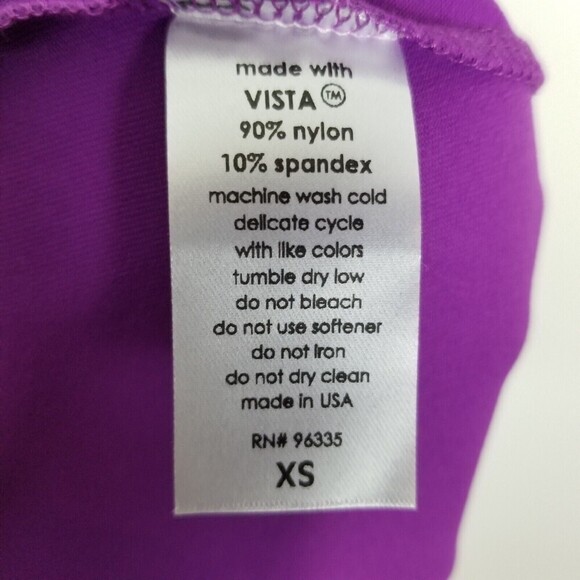 made with
VISTA™
90% nylon
10% spandex
machine wash cold
delicate cycle
with like colors
tumble dry low
do not bleach
do not use softener
do not iron
do not dry clean
made in USA
RN# 96335
XS